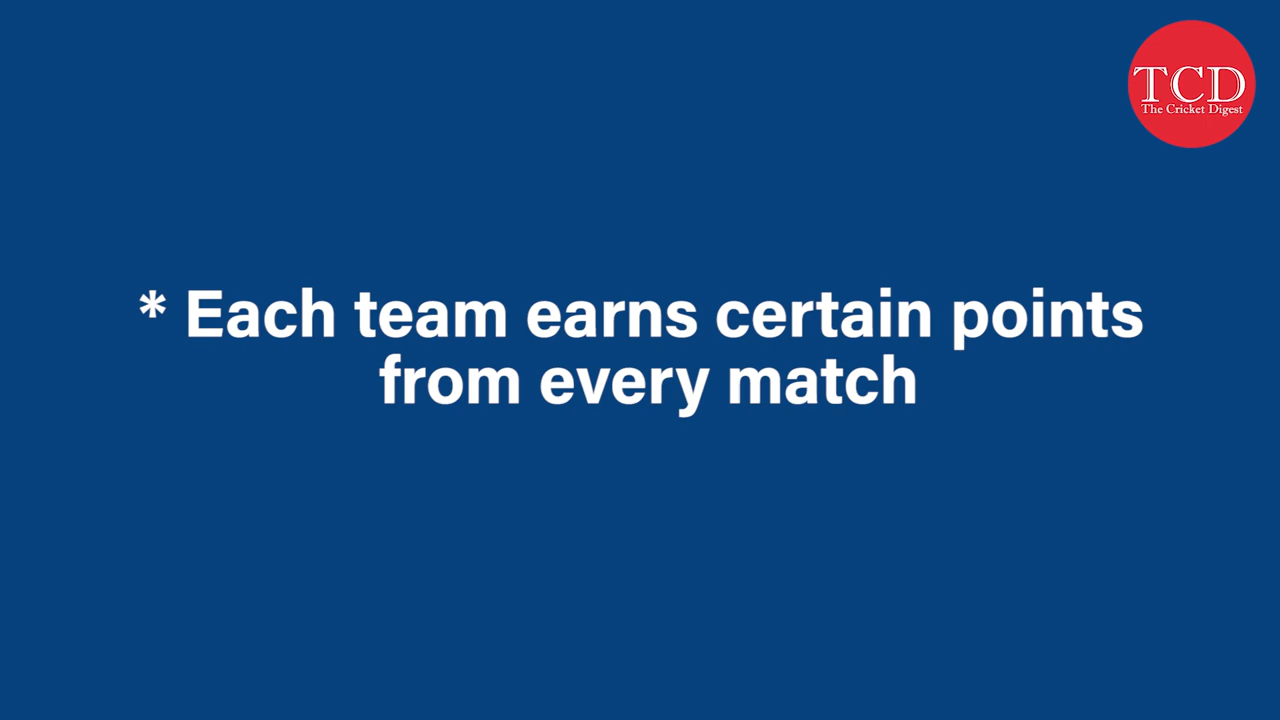 TCD
The Cricket Digest
* Each team earns certain points
from every match